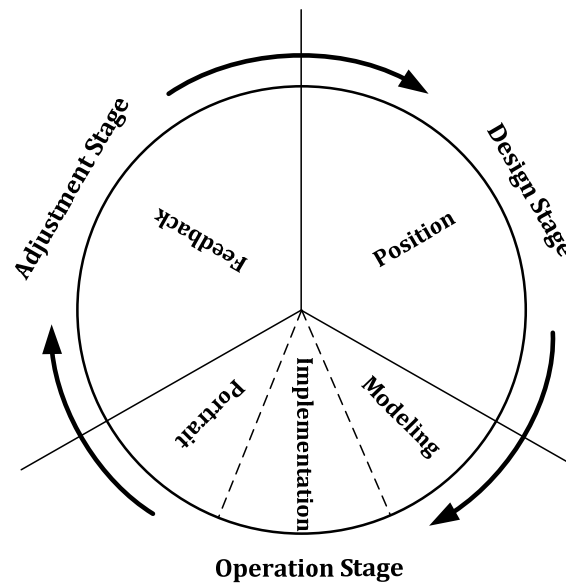 Adjustment Stage
Design Stage
Feedback
Position
Portrait
Implementation
Modeling
Operation Stage